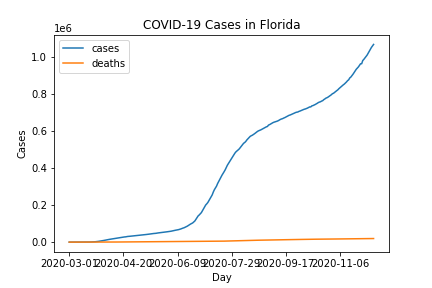 COVID-19 Cases in Florida
1e6
cases
deaths
1.0
0.8
0.6
0.4
0.2
0.0
Cases
2020-03-01 2020-04-20 2020-06-09 2020-07-29 2020-09-17 2020-11-06
Day